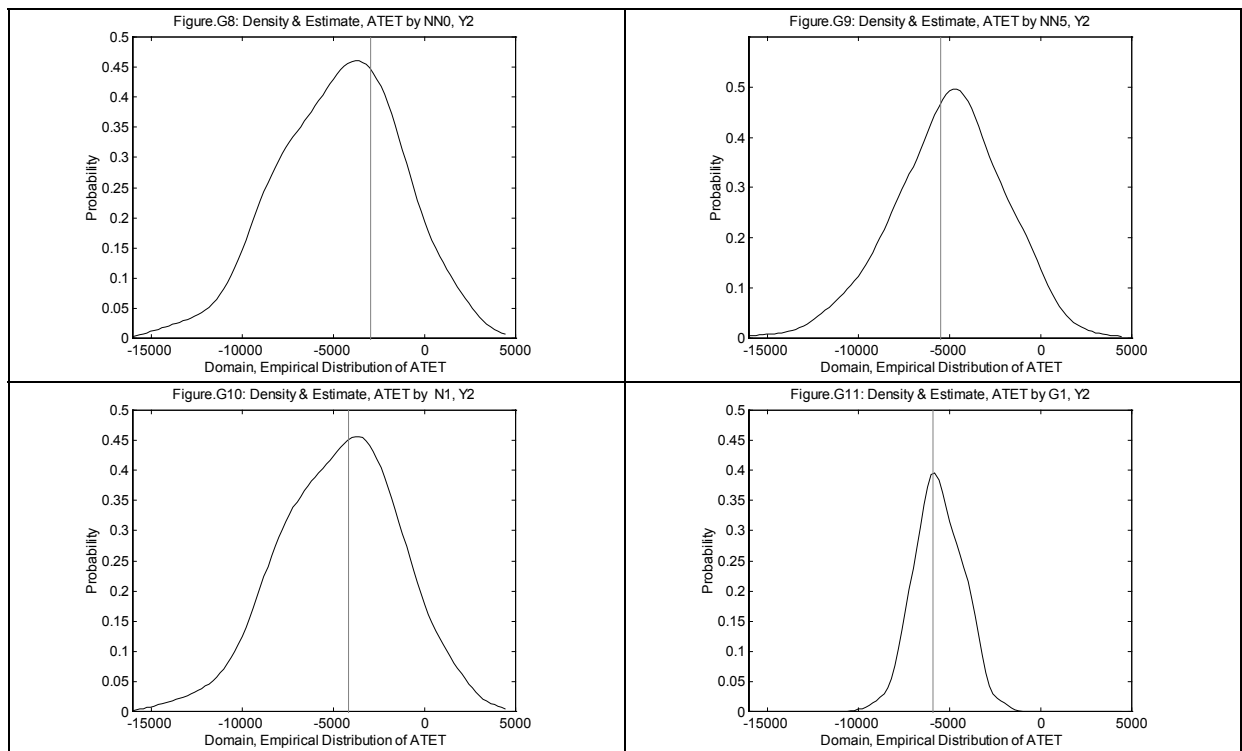 Figure.G8: Density & Estimate, ATET by NN0, Y2
0.5
0.45
0.4
0.35
0.3
0.25
0.2
0.15
0.1
0.05
0
Probability
-15000 -10000 -5000 0 5000
Domain, Empirical Distribution of ATET
Figure.G9: Density & Estimate, ATET by NN5, Y2
0.5
0.4
0.3
0.2
0.1
0
Probability
-15000 -10000 -5000 0 5000
Domain, Empirical Distribution of ATET
Figure.G10: Density & Estimate, ATET by N1, Y2
0.5
0.45
0.4
0.35
0.3
0.25
0.2
0.15
0.1
0.05
0
Probability
-15000 -10000 -5000 0 5000
Domain, Empirical Distribution of ATET
Figure.G11: Density & Estimate, ATET by G1, Y2
0.5
0.45
0.4
0.35
0.3
0.25
0.2
0.15
0.1
0.05
0
Probability
-15000 -10000 -5000 0 5000
Domain, Empirical Distribution of ATET